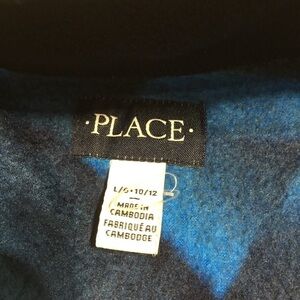 · PLACE ·
L/G • 10/12
MADE IN
CAMBODIA
FABRIQUÉ AU
CAMBODGE